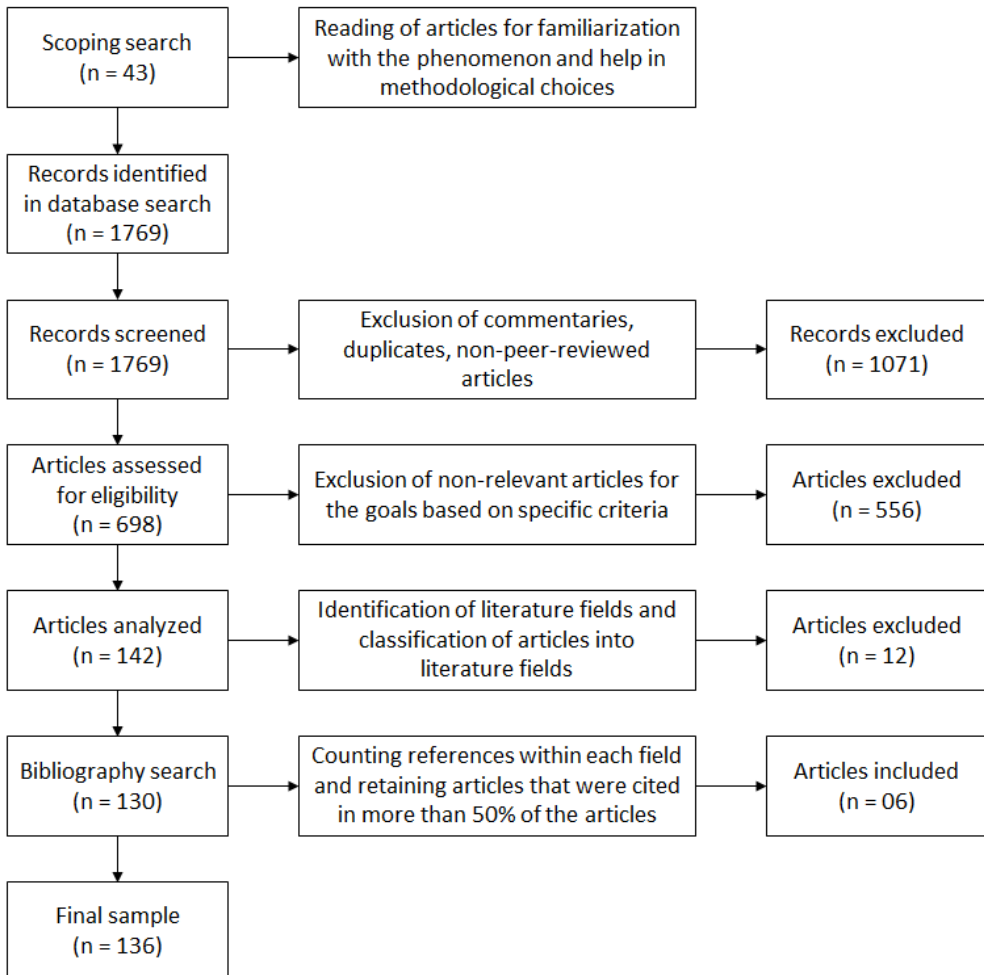 Scoping search
(n = 43)
Reading of articles for familiarization
with the phenomenon and help in
methodological choices
Records identified
in database search
(n = 1769)
Records screened
(n = 1769)
Exclusion of commentaries,
duplicates, non-peer-reviewed
articles
Records excluded
(n = 1071)
Articles assessed
for eligibility
(n = 698)
Exclusion of non-relevant articles for
the goals based on specific criteria
Articles excluded
(n = 556)
Articles analyzed
(n = 142)
Identification of literature fields and
classification of articles into
literature fields
Articles excluded
(n = 12)
Bibliography search
(n = 130)
Counting references within each field
and retaining articles that were cited
in more than 50% of the articles
Articles included
(n = 06)
Final sample
(n = 136)